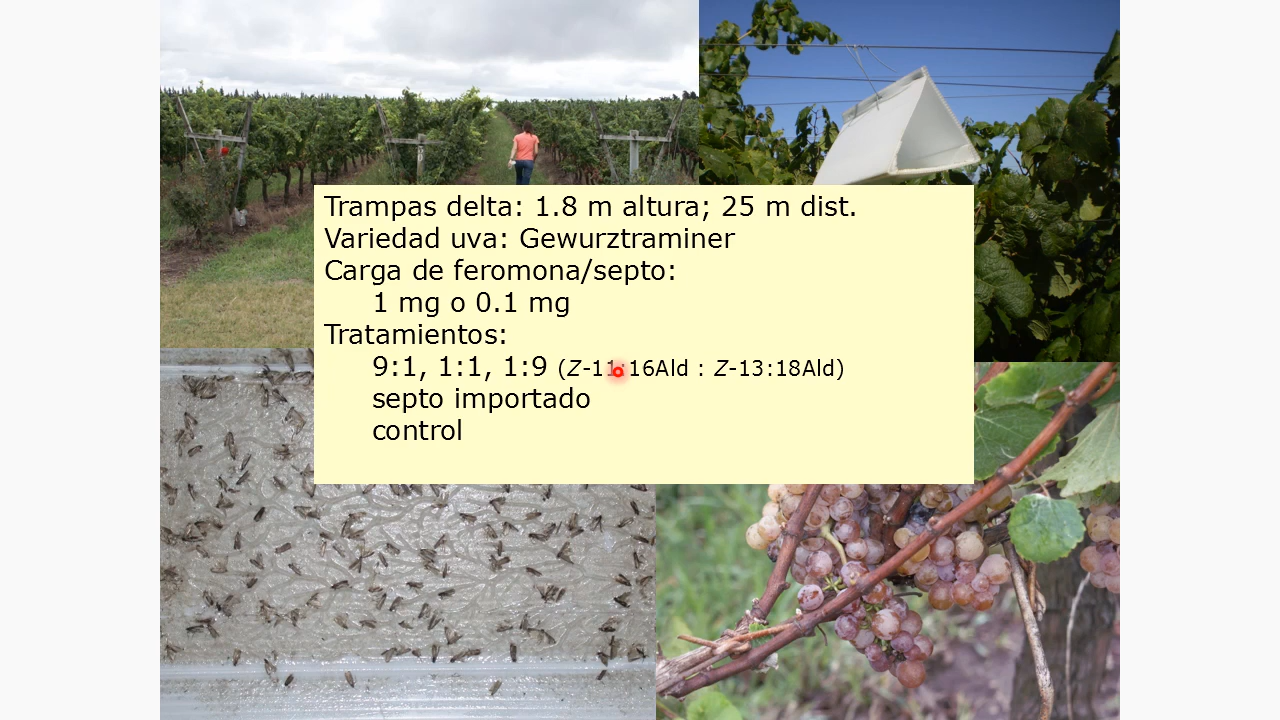 Trampas delta: 1.8 m altura; 25 m dist.
Variedad uva: Gewurztraminer
Carga de feromona/septo:
1 mg o 0.1 mg
Tratamientos:
9:1, 1:1, 1:9 (Z-11:16Ald : Z-13:18Ald)
septo importado
control